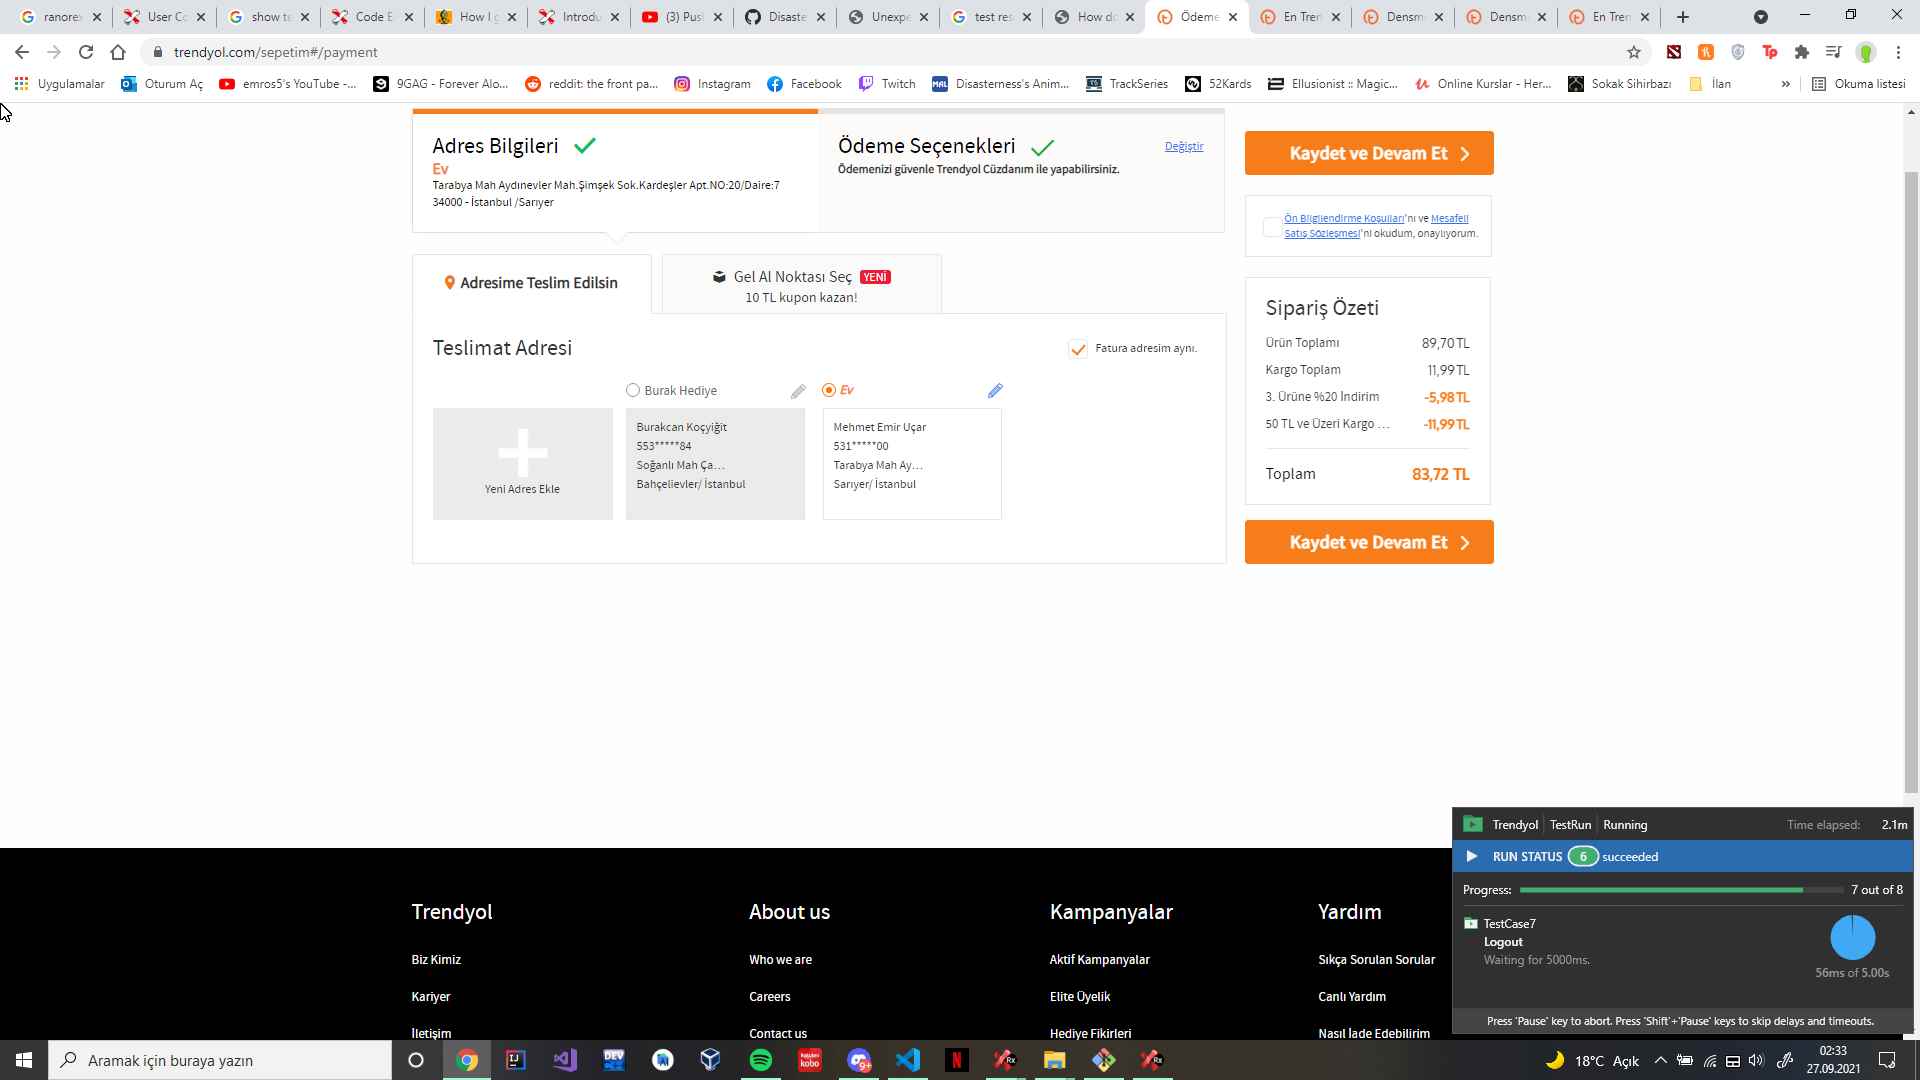 ranore
User Co
show te
Code E
How I g
Introdu
(3) Pus
Disaste
Unexpe
test res
How do
Ödeme
En Tren
Densm
Densm
En Tren
trendyol.com/sepetim#/payment
Uygulamalar
Oturum Aç
emros5's YouTube -...
9GAG - Forever Alo...
reddit: the front pa...
Instagram
Facebook
Twitch
Disasterness's Anim...
TrackSeries
52Kards
Ellusionist :: Magic...
Online Kurslar - Her...
Sokak Sihirbazı
İlan
»
Okuma listesi
Adres Bilgileri
Ev
Tarabya Mah Aydınevler Mah.Şimşek Sok.Kardeşler Apt.NO:20/Daire:7
34000 - İstanbul /Sarıyer
Ödeme Seçenekleri
Değiştir
Ödemenizi güvenle Trendyol Cüzdanım ile yapabilirsiniz.
Kaydet ve Devam Et
Ön Bilgilendirme Koşulları'nı ve Mesafeli
Satış Sözleşmesi'ni okudum, onaylıyorum.
Adresime Teslim Edilsin
Gel Al Noktası Seç YENİ
10 TL kupon kazan!
Teslimat Adresi
Fatura adresim aynı.
Yeni Adres Ekle
Burak Hediye
Burakcan Koçyiğit
553*****84
Soğanlı Mah Ça...
Bahçelievler/ İstanbul
Ev
Mehmet Emir Uçar
531*****00
Tarabya Mah Ay...
Sarıyer/ İstanbul
Sipariş Özeti
Ürün Toplamı 89,70 TL
Kargo Toplam 11,99 TL
3. Ürüne %20 İndirim -5,98 TL
50 TL ve Üzeri Kargo ... -11,99 TL
Toplam 83,72 TL
Kaydet ve Devam Et
Trendyol
Biz Kimiz
Kariyer
İletişim
About us
Who we are
Careers
Contact us
Kampanyalar
Aktif Kampanyalar
Elite Üyelik
Hediye Fikirleri
Yardım
Sıkça Sorulan Sorular
Canlı Yardım
Nasıl İade Edebilirim
Trendyol TestRun Running Time elapsed: 2.1m
RUN STATUS 6 succeeded
Progress: 7 out of 8
TestCase7
Logout
Waiting for 5000ms.
56ms of 5.00s
Press 'Pause' key to abort. Press 'Shift'+'Pause' keys to skip delays and timeouts.
Aramak için buraya yazın
18°C Açık
02:33
27.09.2021